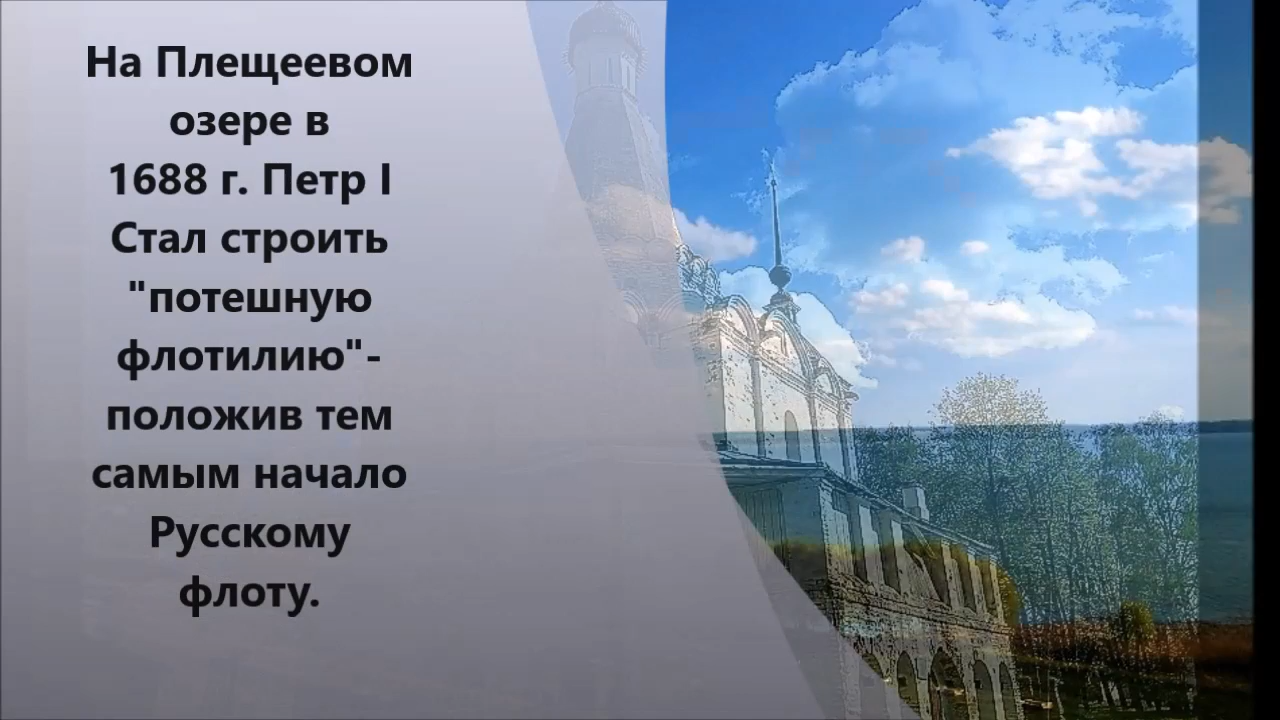 На Плещеевом
озере в
1688 г. Петр I
Стал строить
"потешную
флотилию"-
положив тем
самым начало
Русскому
флоту.